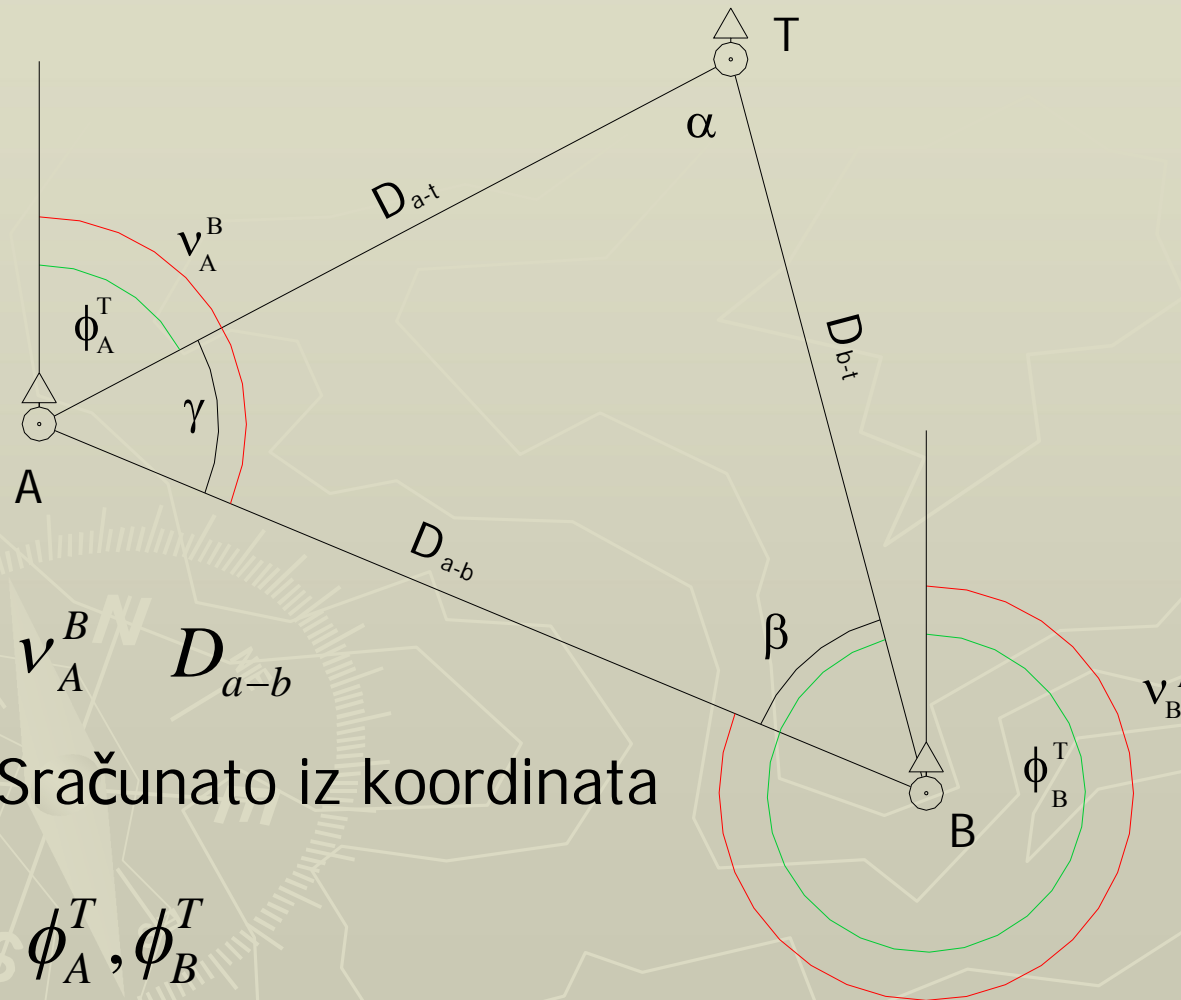 T
α
D a-t
ν A B
ϕ A T
D b-t
γ
A
D a-b
β
ν A B D a-b
ν B
ϕ B T
Sračunato iz koordinata
B
ϕ A T , ϕ B T
N
E
S